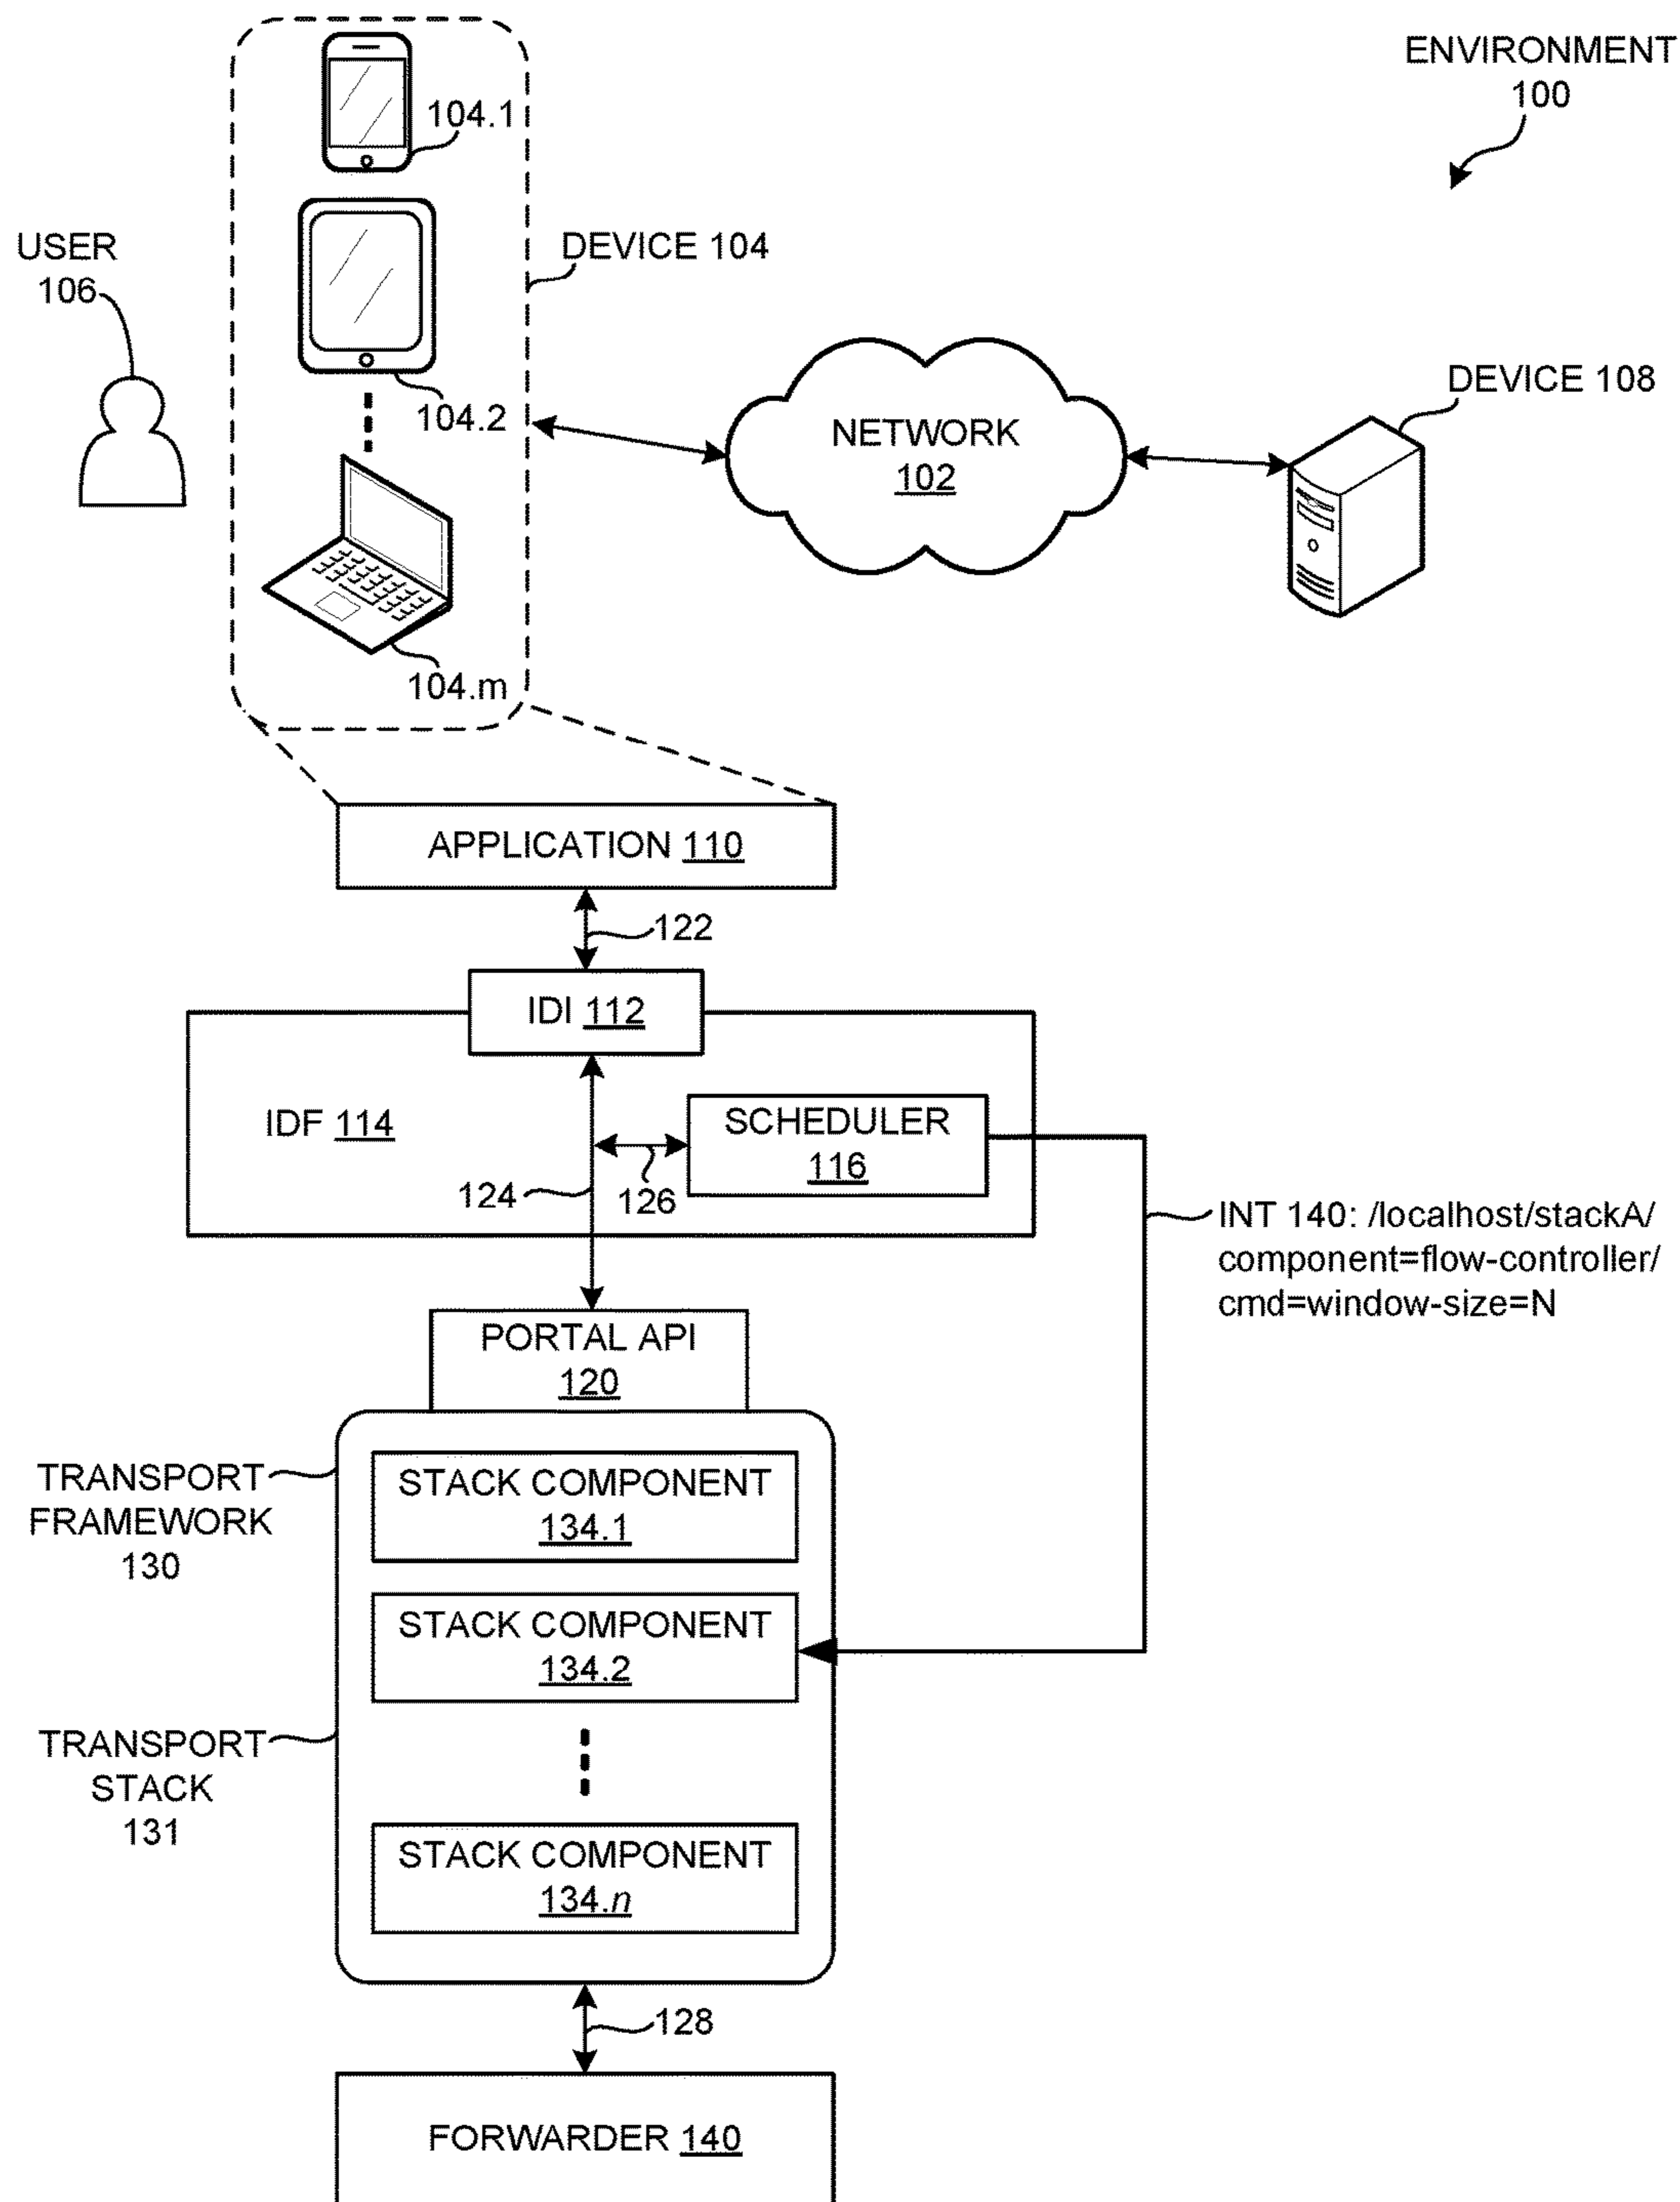 ENVIRONMENT
100
104.1
USER
106
DEVICE 104
104.2
NETWORK
102
DEVICE 108
104.m
APPLICATION 110
122
IDI 112
IDF 114
SCHEDULER
116
124
126
INT 140: /localhost/stackA/
component=flow-controller/
cmd=window-size=N
PORTAL API
120
TRANSPORT
FRAMEWORK
130
STACK COMPONENT
134.1
STACK COMPONENT
134.2
TRANSPORT
STACK
131
STACK COMPONENT
134.n
128
FORWARDER 140